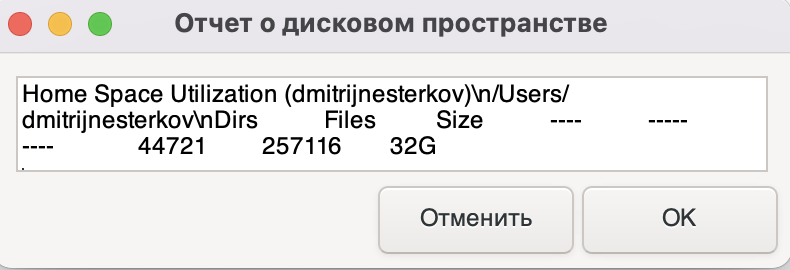 Отчет о дисковом пространстве
Home Space Utilization (dmitrijnesterkov)\n/Users/
dmitrijnesterkov\nDirs Files Size ---- -----
---- 44721 257116 32G
Отменить OK